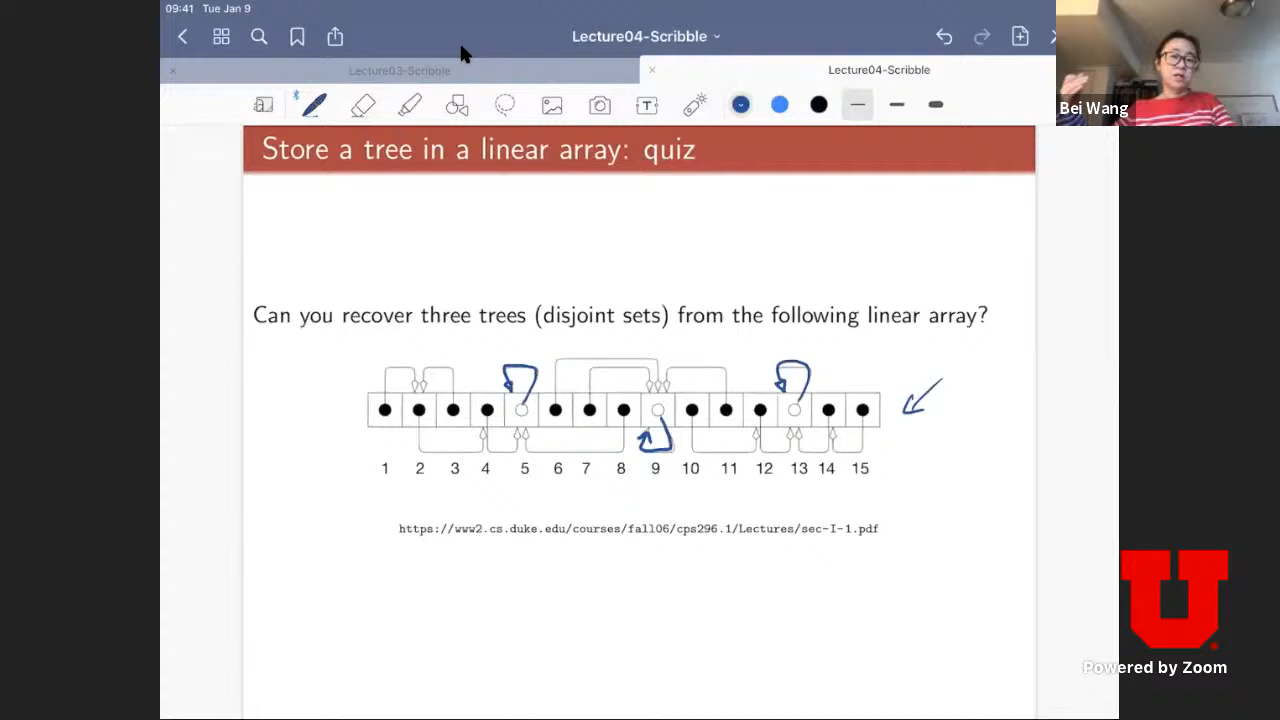 09:41 Tue Jan 9
Lecture04-Scribble
Lecture03-Scribble
Lecture04-Scribble
T
Bei Wang
Store a tree in a linear array: quiz
Can you recover three trees (disjoint sets) from the following linear array?
1 2 3 4 5 6 7 8 9 10 11 12 13 14 15
https://www2.cs.duke.edu/courses/fall06/cps296.1/Lectures/sec-I-1.pdf
U
Powered by Zoom